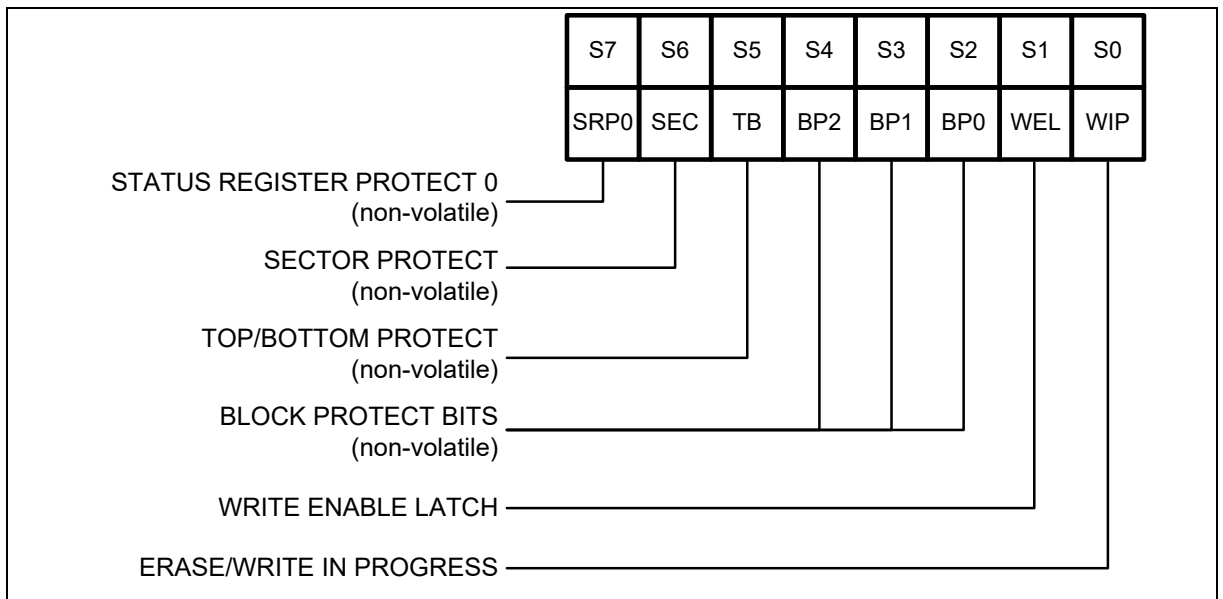 S7 S6 S5 S4 S3 S2 S1 S0
SRP0 SEC TB BP2 BP1 BP0 WEL WIP
STATUS REGISTER PROTECT 0
(non-volatile)
SECTOR PROTECT
(non-volatile)
TOP/BOTTOM PROTECT
(non-volatile)
BLOCK PROTECT BITS
(non-volatile)
WRITE ENABLE LATCH
ERASE/WRITE IN PROGRESS